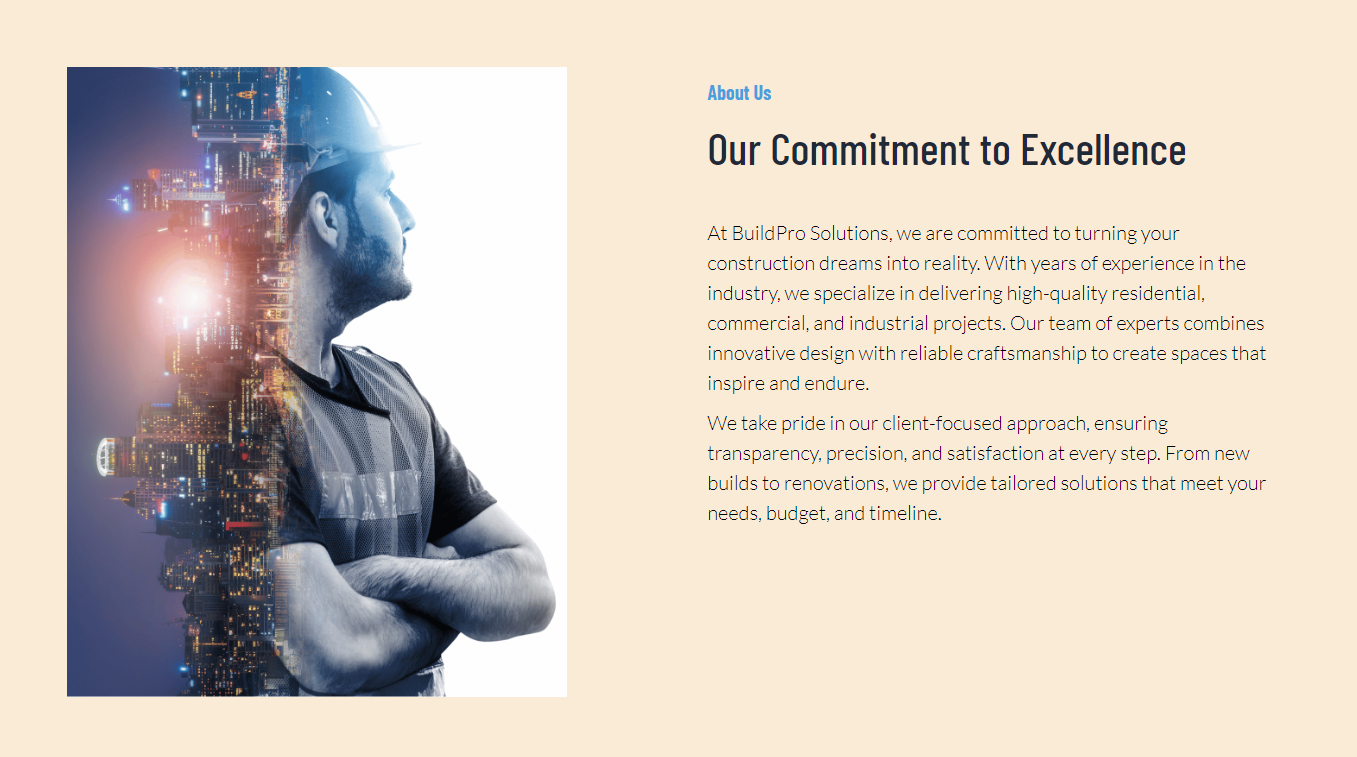 About Us
Our Commitment to Excellence
At BuildPro Solutions, we are committed to turning your
construction dreams into reality. With years of experience in the
industry, we specialize in delivering high-quality residential,
commercial, and industrial projects. Our team of experts combines
innovative design with reliable craftsmanship to create spaces that
inspire and endure.
We take pride in our client-focused approach, ensuring
transparency, precision, and satisfaction at every step. From new
builds to renovations, we provide tailored solutions that meet your
needs, budget, and timeline.